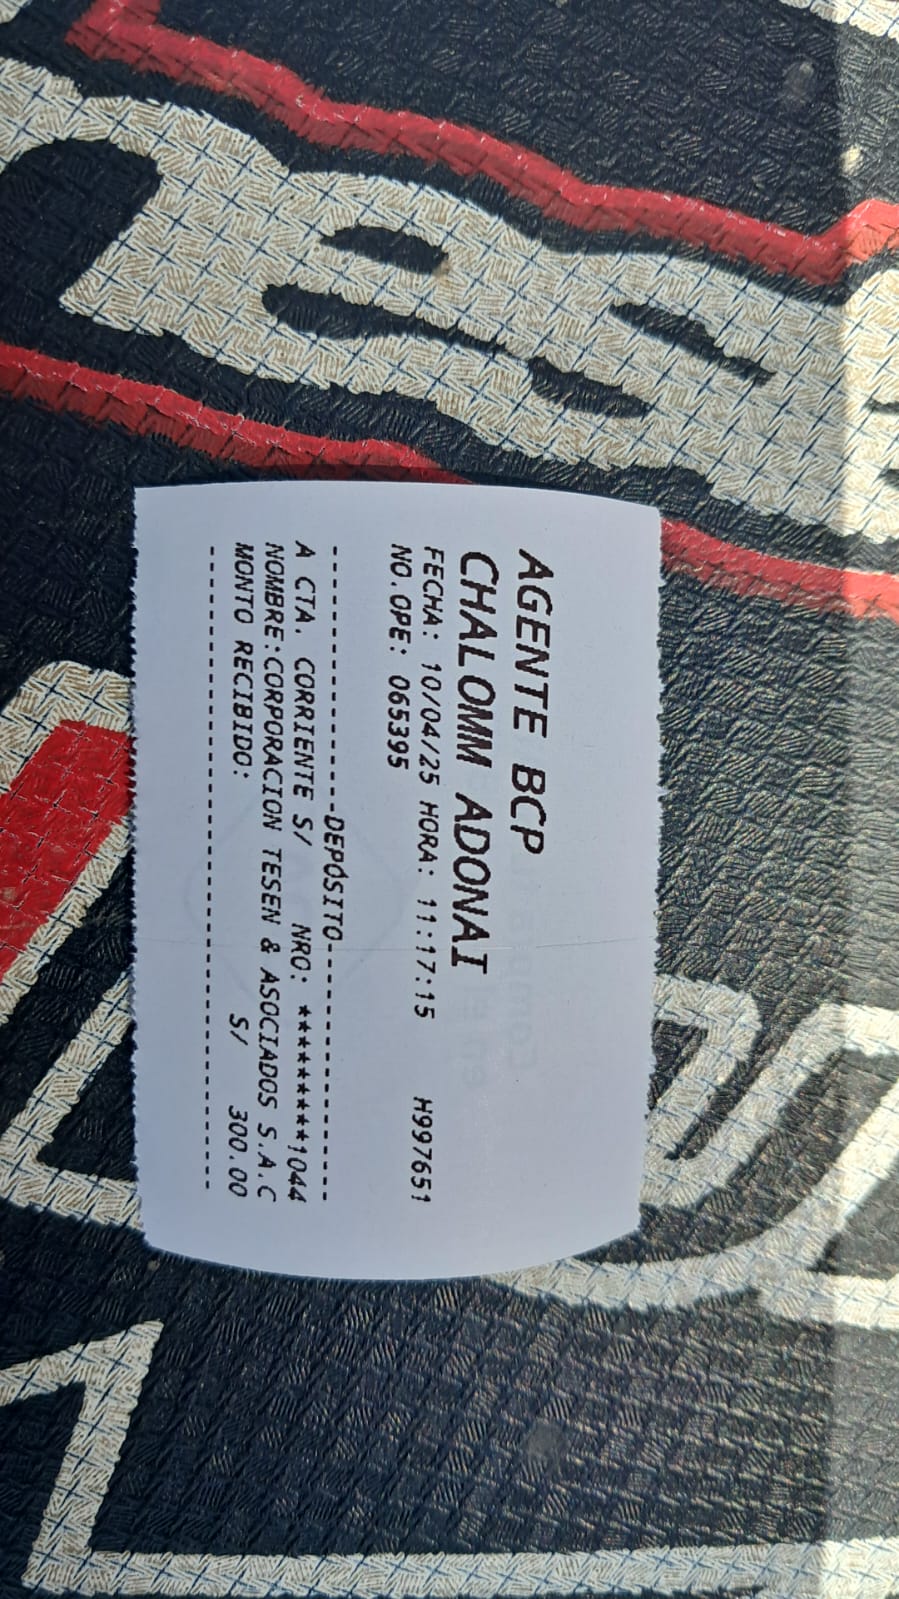 AGENTE BCP
CHALOMM ADONAI
FECHA: 10/04/25 HORA: 11:17:15 H997651
NO.OPE: 065395
--------------------DEPÓSITO--------------------
A CTA. CORRIENTE S/ NRO: *********1044
NOMBRE:CORPORACION TESEN & ASOCIADOS S.A.C
MONTO RECIBIDO: S/ 300.00
------------------------------------------------